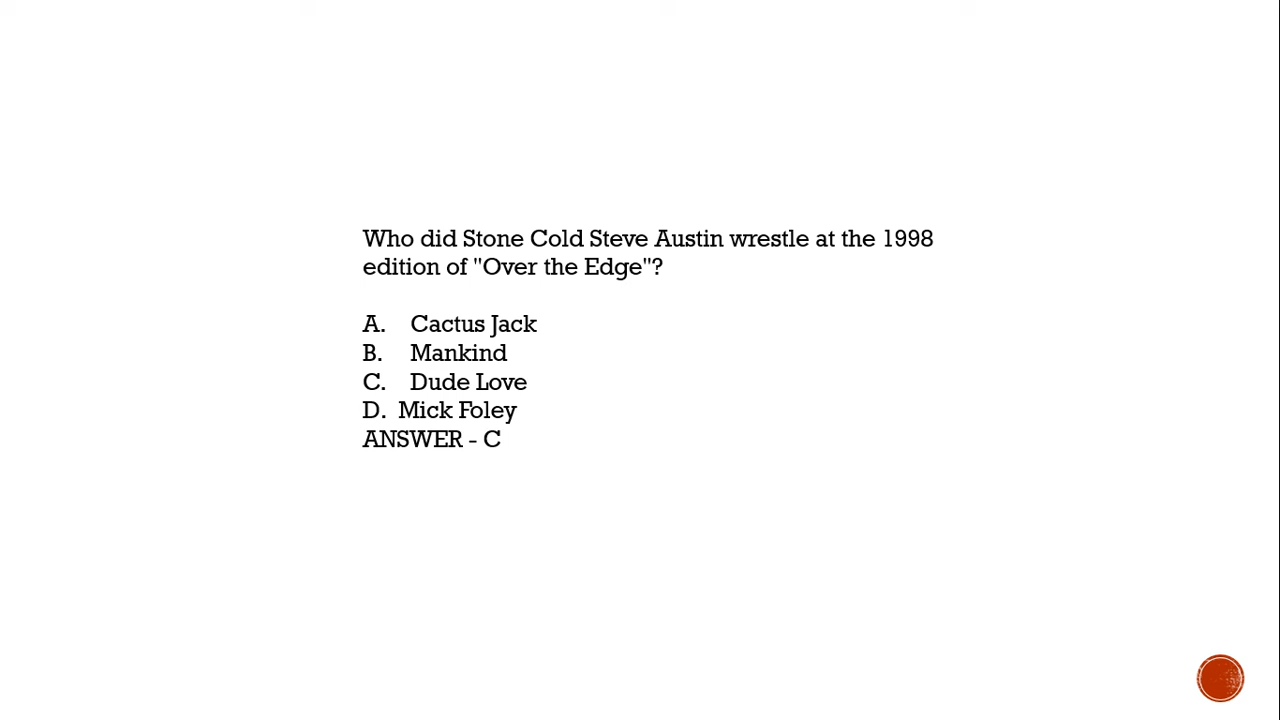 Who did Stone Cold Steve Austin wrestle at the 1998
edition of "Over the Edge"?
A. Cactus Jack
B. Mankind
C. Dude Love
D. Mick Foley
ANSWER - C